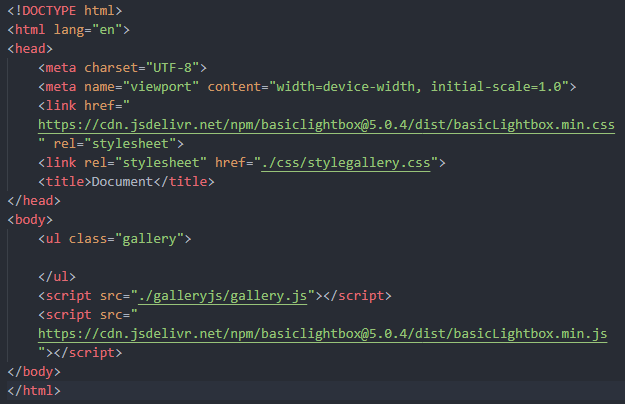 <!DOCTYPE html>
<html lang="en">
<head>
    <meta charset="UTF-8">
    <meta name="viewport" content="width=device-width, initial-scale=1.0">
    <link href="
    https://cdn.jsdelivr.net/npm/basiclightbox@5.0.4/dist/basicLightbox.min.css
    " rel="stylesheet">
    <link rel="stylesheet" href="./css/stylegallery.css">
    <title>Document</title>
</head>
<body>
    <ul class="gallery">

    </ul>
    <script src="./galleryjs/gallery.js"></script>
    <script src="
    https://cdn.jsdelivr.net/npm/basiclightbox@5.0.4/dist/basicLightbox.min.js
    "></script>
</body>
</html>